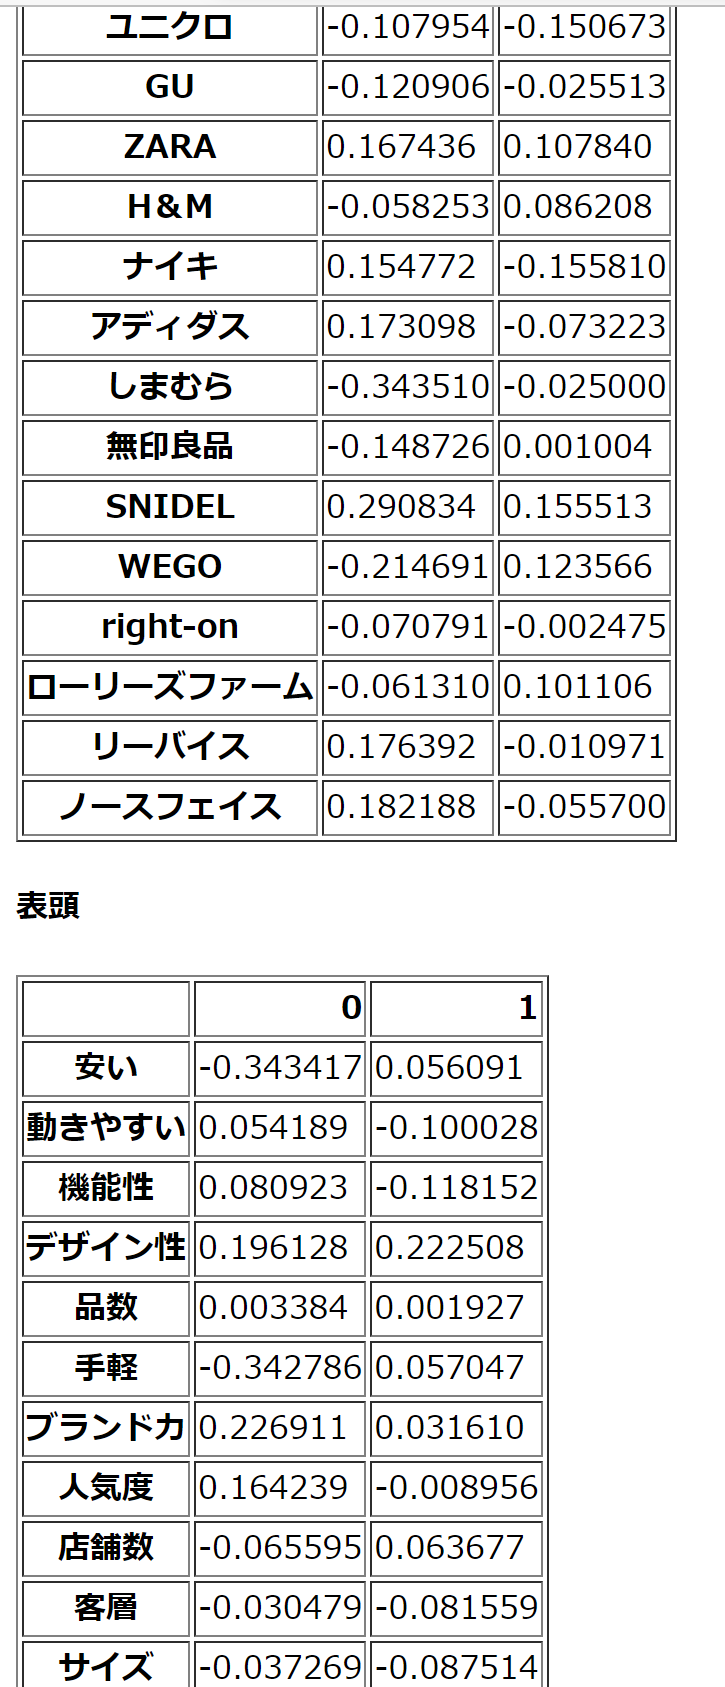 ユニクロ -0.107954 -0.150673
GU -0.120906 -0.025513
ZARA 0.167436 0.107840
H＆M -0.058253 0.086208
ナイキ 0.154772 -0.155810
アディダス 0.173098 -0.073223
しまむら -0.343510 -0.025000
無印良品 -0.148726 0.001004
SNIDEL 0.290834 0.155513
WEGO -0.214691 0.123566
right-on -0.070791 -0.002475
ローリーズファーム -0.061310 0.101106
リーバイス 0.176392 -0.010971
ノースフェイス 0.182188 -0.055700
表頭
0 1
安い -0.343417 0.056091
動きやすい 0.054189 -0.100028
機能性 0.080923 -0.118152
デザイン性 0.196128 0.222508
品数 0.003384 0.001927
手軽 -0.342786 0.057047
ブランド力 0.226911 0.031610
人気度 0.164239 -0.008956
店舗数 -0.065595 0.063677
客層 -0.030479 -0.081559
サイズ -0.037269 -0.087514